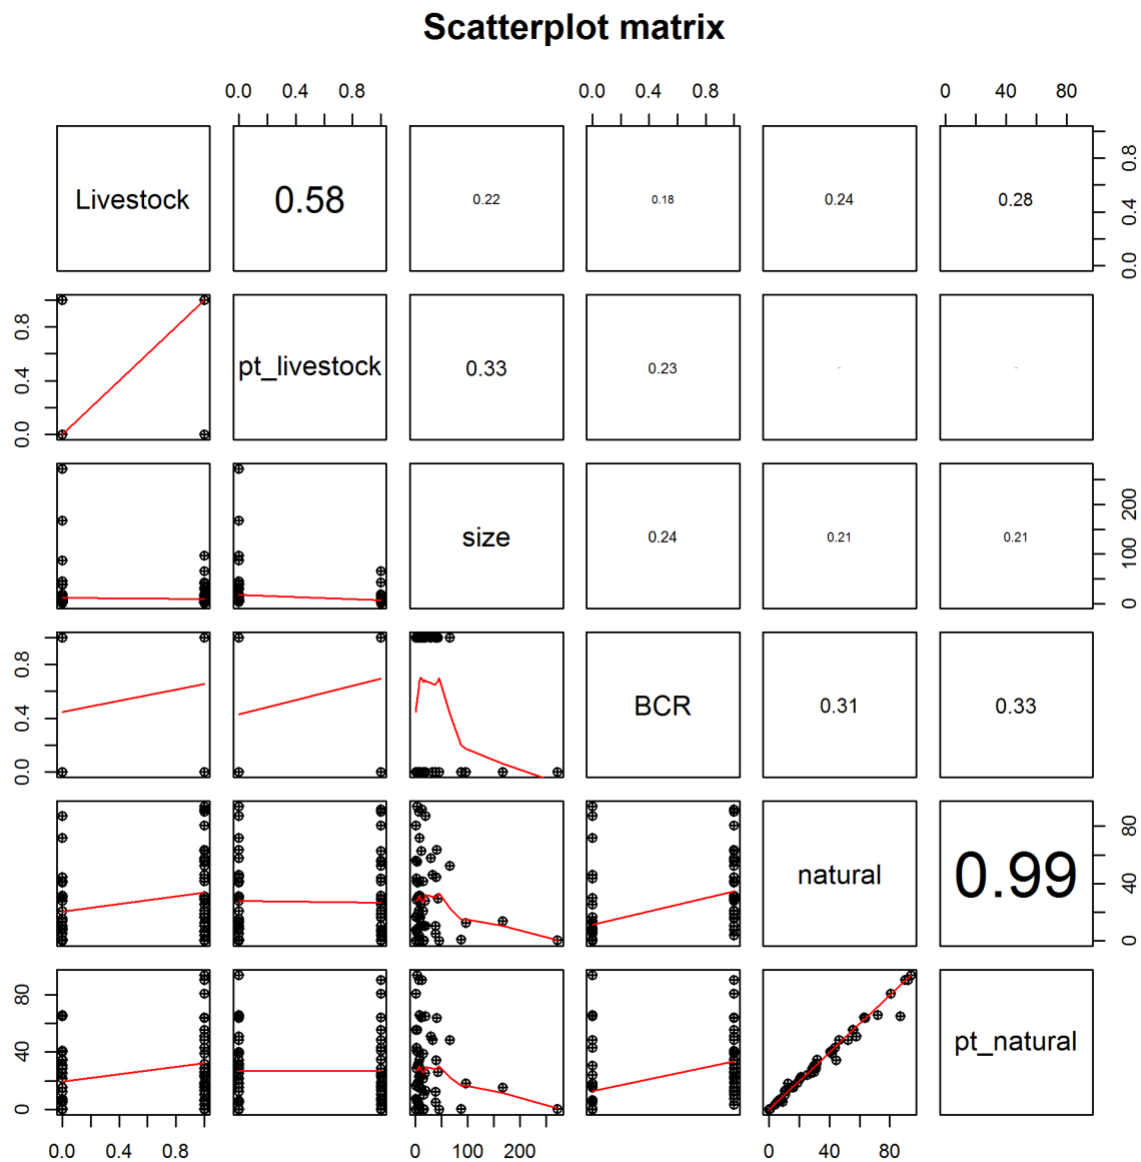 Scatterplot matrix
0.0 0.4 0.8 0.0 0.4 0.8 0 40 80
Livestock 0.58 0.22 0.18 0.24 0.28
0.0 0.4 0.8
pt_livestock 0.33 0.23 - -
0.0 0.4 0.8
size 0.24 0.21 0.21
0 100 200
BCR 0.31 0.33
0.0 0.4 0.8
natural 0.99
0 40 80
pt_natural
0 40 80
0.0 0.4 0.8 0 100 200 0 40 80